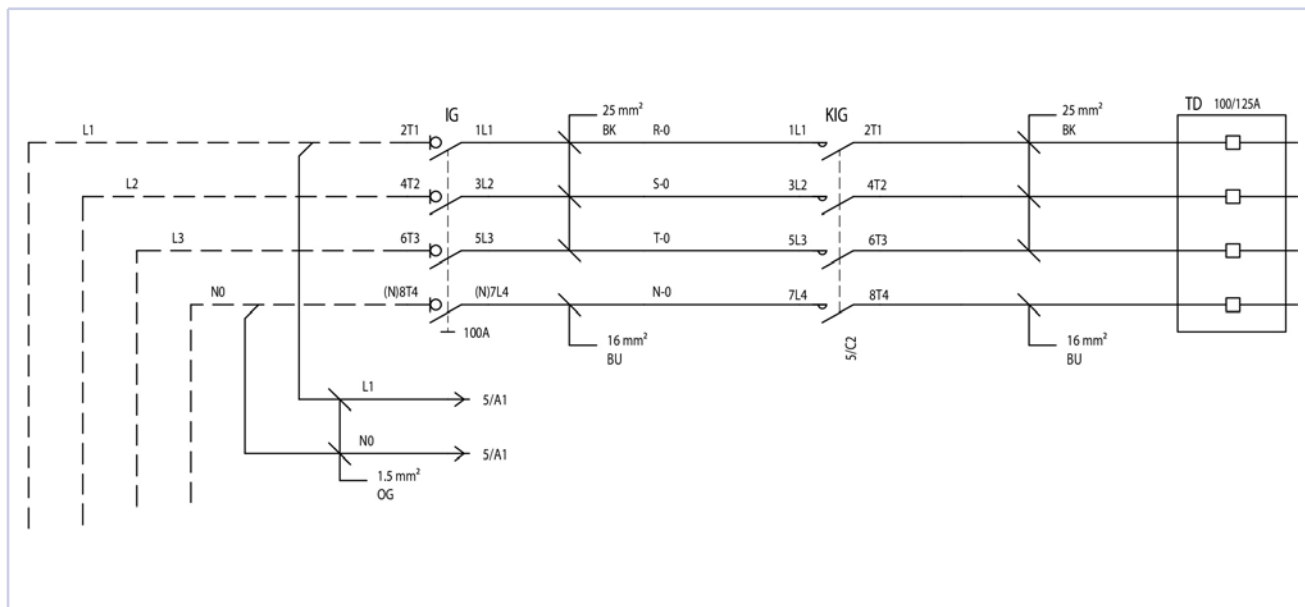 IG
25 mm²
BK
KIG
25 mm²
BK
TD 100/125A
L1
2T1
1L1
R-0
1L1
2T1
L2
4T2
3L2
S-0
3L2
4T2
L3
6T3
5L3
T-0
5L3
6T3
N0
(N)8T4
(N)7L4
N-0
7L4
8T4
100A
16 mm²
BU
5/C2
16 mm²
BU
L1
5/A1
N0
5/A1
1.5 mm²
OG